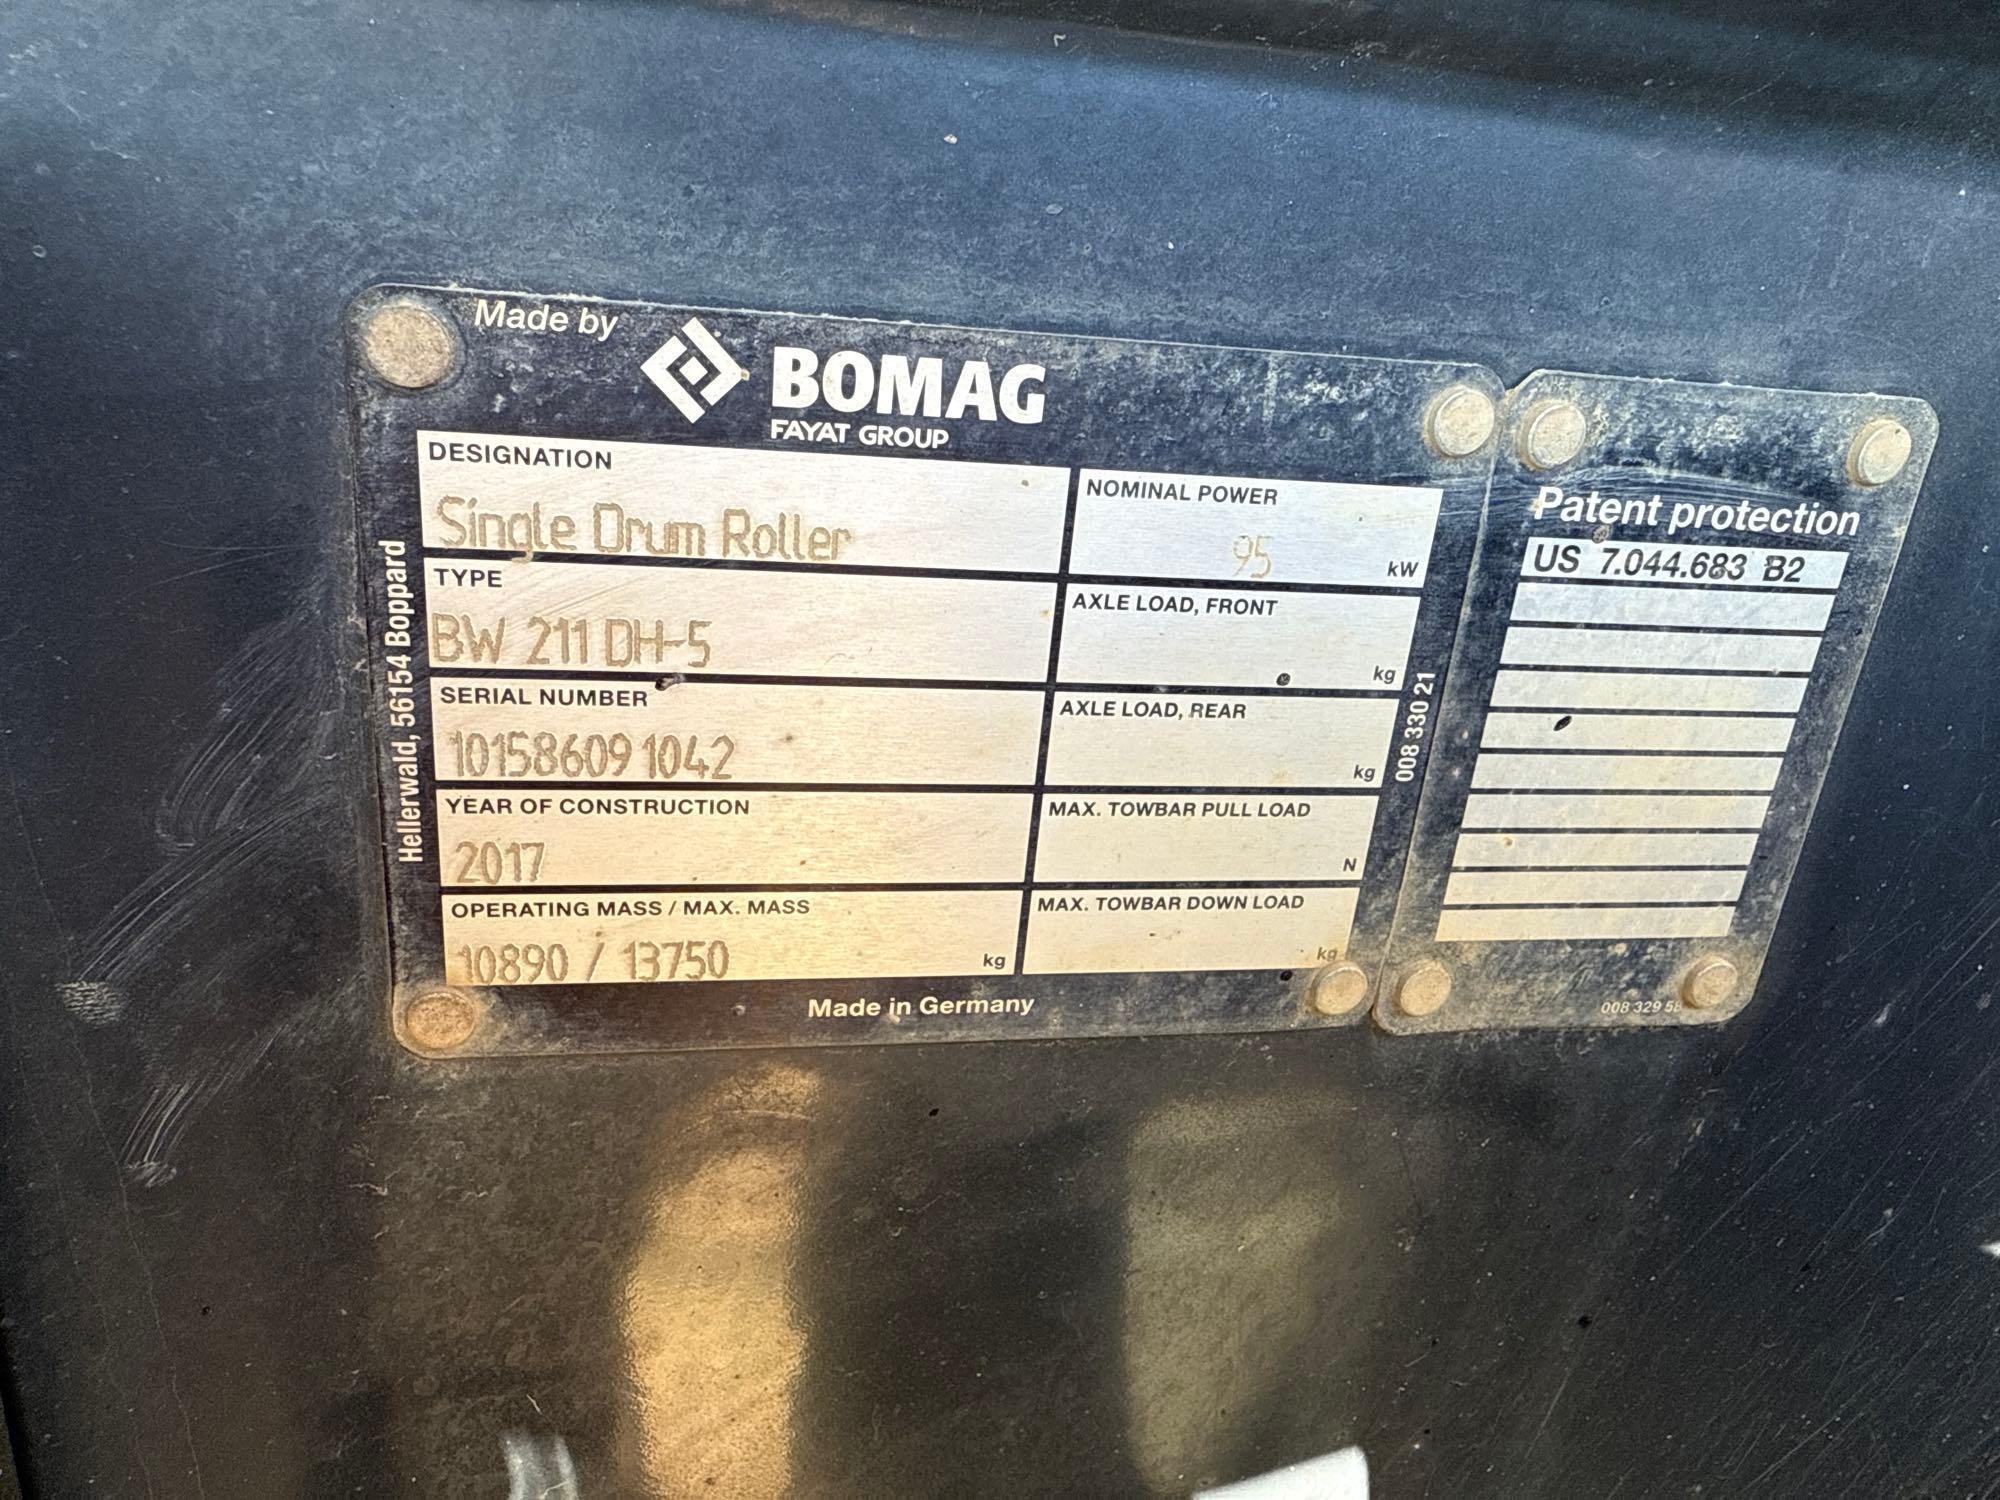 Made by
BOMAG
FAYAT GROUP
DESIGNATION
Single Drum Roller
NOMINAL POWER
95 kW
TYPE
BW 211 DH-5
AXLE LOAD, FRONT
kg
SERIAL NUMBER
101586091042
AXLE LOAD, REAR
kg
YEAR OF CONSTRUCTION
2017
MAX. TOWBAR PULL LOAD
N
OPERATING MASS / MAX. MASS
10890 / 13750 kg
MAX. TOWBAR DOWN LOAD
kg
Made in Germany
Hellerwald, 56154 Boppard
008 330 21
Patent protection
US 7.044.683 B2
008 329